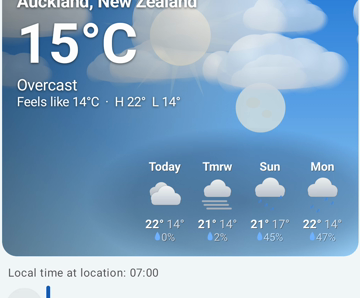 Auckland, New Zealand
15°C
Overcast
Feels like 14°C · H 22° L 14°
Today Tmrw Sun Mon
22° 14° 21° 14° 21° 17° 22° 14°
0% 2% 45% 47%
Local time at location: 07:00